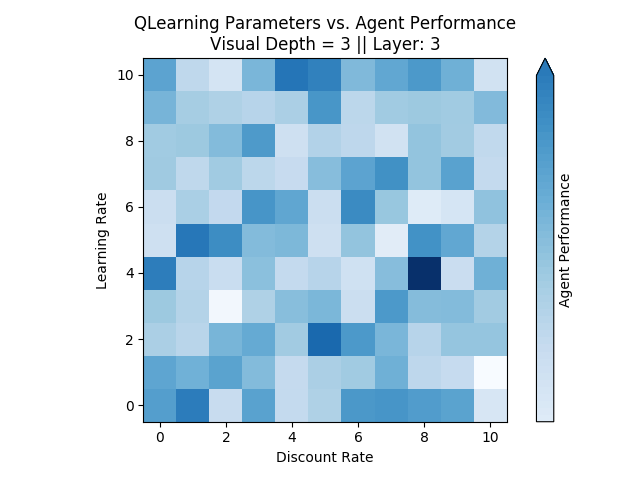 QLearning Parameters vs. Agent Performance
Visual Depth = 3 || Layer: 3
10
8
6
4
2
0
Learning Rate
0 2 4 6 8 10
Discount Rate
Agent Performance